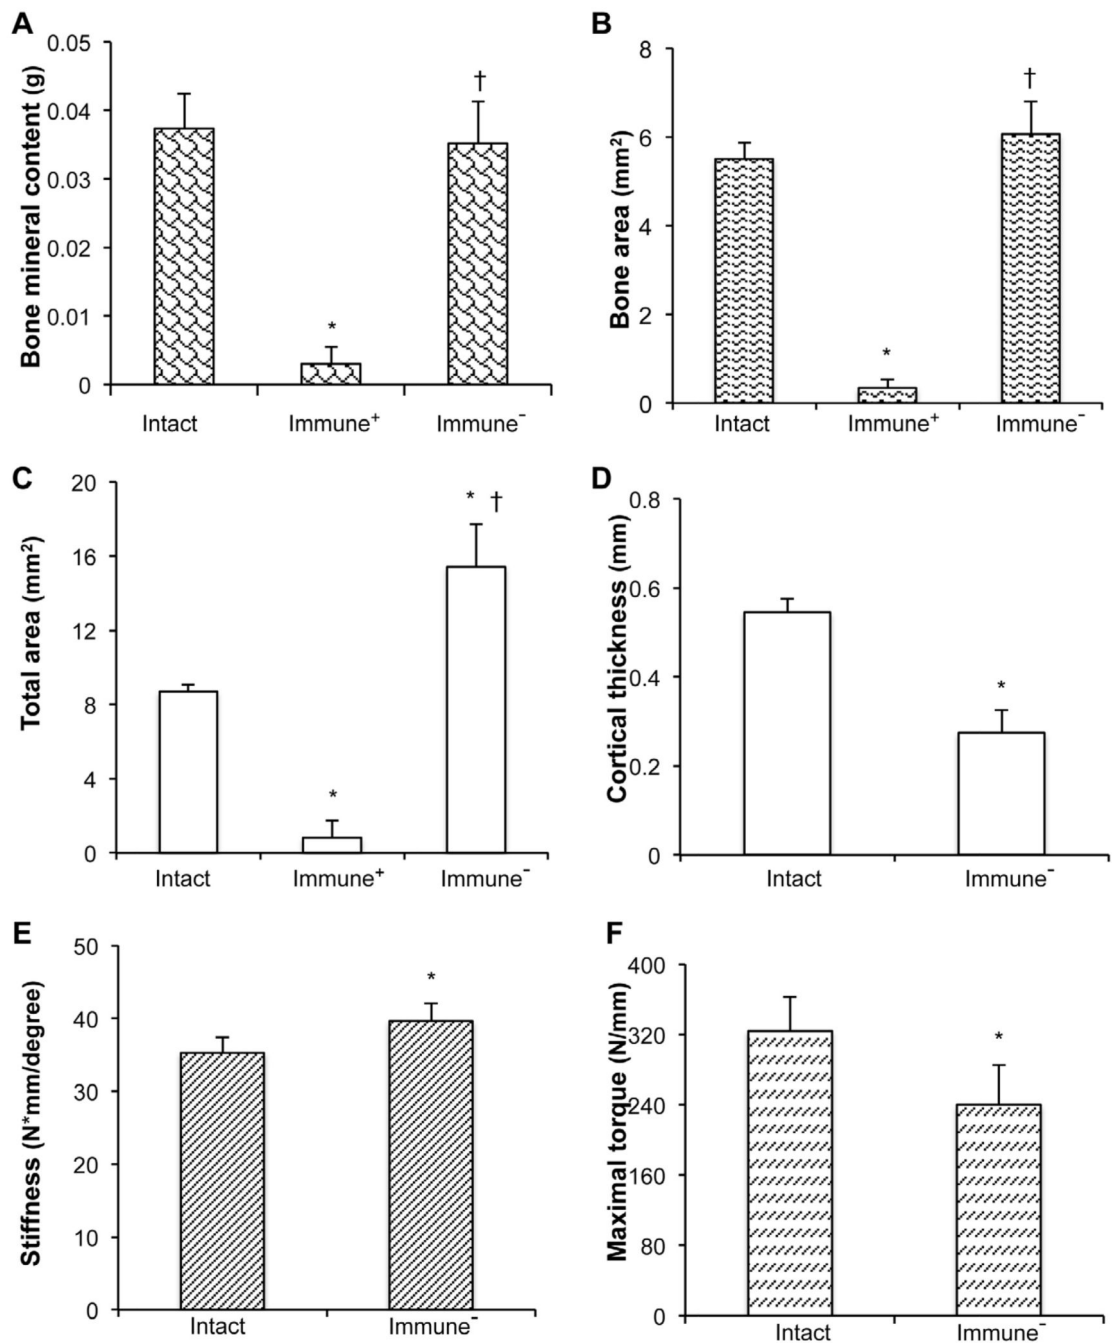 A
Bone mineral content (g)
0.05
0.04
0.03
0.02
0.01
0
*
†
Intact
Immune⁺
Immune⁻
B
Bone area (mm²)
8
6
4
2
0
*
†
Intact
Immune⁺
Immune⁻
C
Total area (mm²)
20
16
12
8
4
0
*
* †
Intact
Immune⁺
Immune⁻
D
Cortical thickness (mm)
0.8
0.6
0.4
0.2
0
*
Intact
Immune⁻
E
Stiffness (N*mm/degree)
50
40
30
20
10
0
*
Intact
Immune⁻
F
Maximal torque (N/mm)
400
320
240
160
80
0
*
Intact
Immune⁻